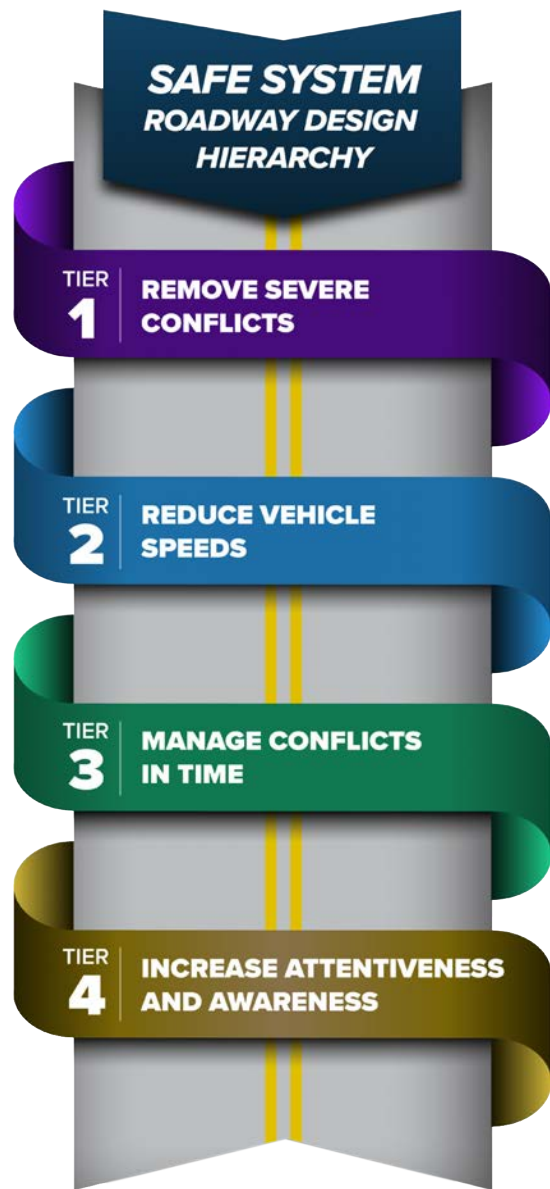 SAFE SYSTEM
ROADWAY DESIGN
HIERARCHY
TIER
1
REMOVE SEVERE
CONFLICTS
TIER
2
REDUCE VEHICLE
SPEEDS
TIER
3
MANAGE CONFLICTS
IN TIME
TIER
4
INCREASE ATTENTIVENESS
AND AWARENESS